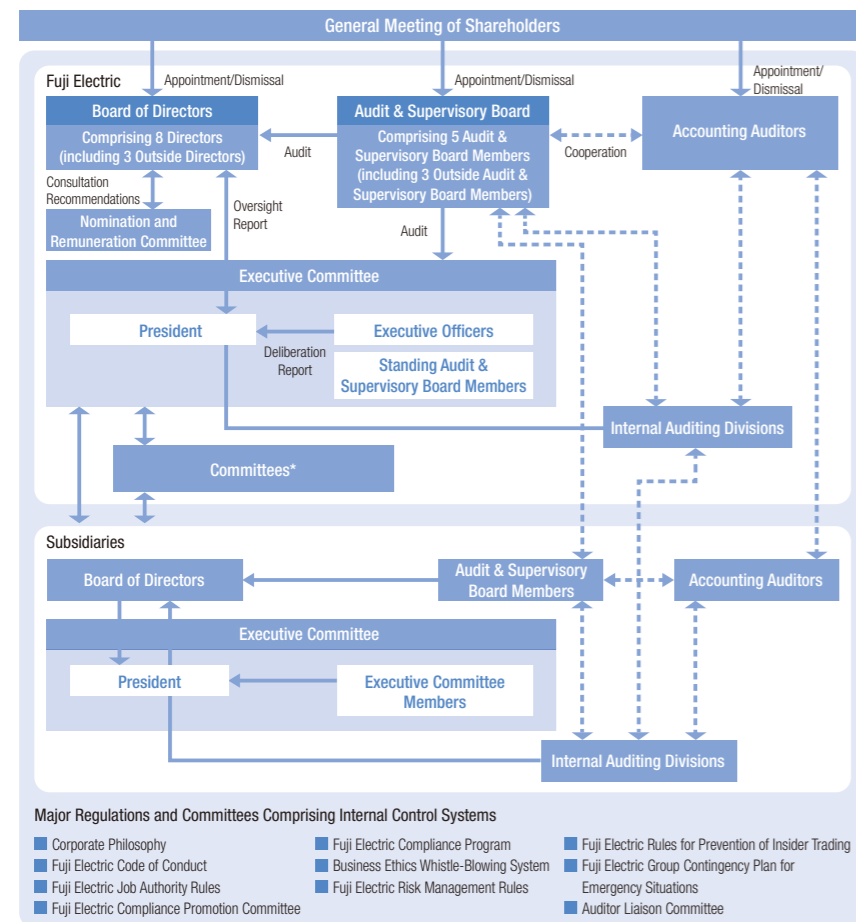 General Meeting of Shareholders
Fuji Electric
Appointment/Dismissal
Appointment/Dismissal
Appointment/
Dismissal
Board of Directors
Comprising 8 Directors
(including 3 Outside Directors)
Audit
Audit & Supervisory Board
Comprising 5 Audit &
Supervisory Board Members
(including 3 Outside Audit &
Supervisory Board Members)
Cooperation
Accounting Auditors
Consultation
Recommendations
Nomination and
Remuneration Committee
Oversight
Report
Audit
Executive Committee
President
Deliberation
Report
Executive Officers
Standing Audit &
Supervisory Board Members
Internal Auditing Divisions
Committees*
Subsidiaries
Board of Directors
Audit & Supervisory
Board Members
Accounting Auditors
Executive Committee
President
Executive Committee
Members
Internal Auditing Divisions
Major Regulations and Committees Comprising Internal Control Systems
Corporate Philosophy
Fuji Electric Code of Conduct
Fuji Electric Job Authority Rules
Fuji Electric Compliance Promotion Committee
Fuji Electric Compliance Program
Business Ethics Whistle-Blowing System
Fuji Electric Risk Management Rules
Fuji Electric Rules for Prevention of Insider Trading
Fuji Electric Group Contingency Plan for
Emergency Situations
Auditor Liaison Committee